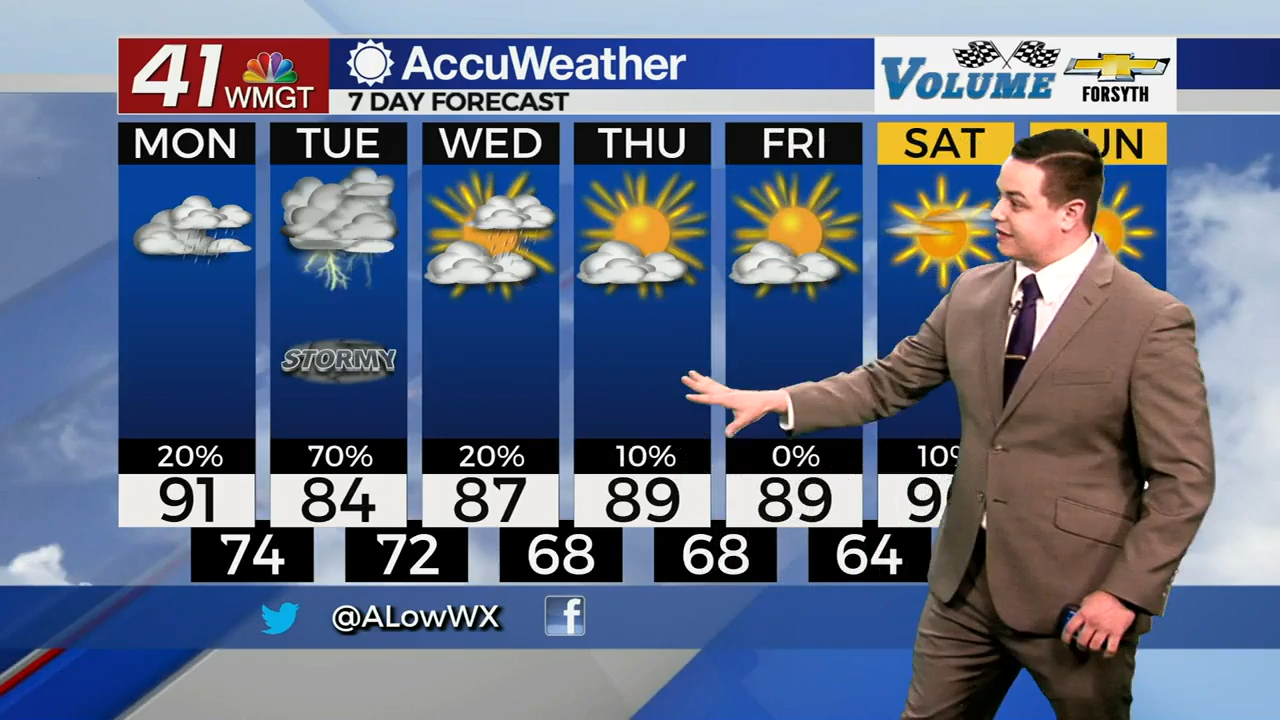 41 WMGT
AccuWeather
7 DAY FORECAST
VOLUME FORSYTH
MON TUE WED THU FRI SAT
STORMY
20% 70% 20% 10% 0%
91 84 87 89 89
74 72 68 68 64
@ALowWX